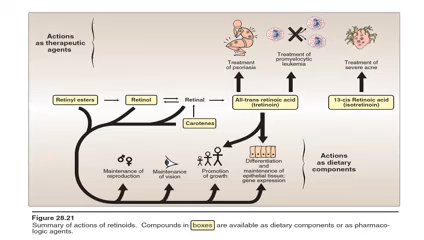 Actions
as therapeutic
agents
Treatment
of psoriasis
Treatment of
promyelocytic
leukemia
Treatment
of severe acne
Retinyl esters
Retinol
Retinal
All-trans retinoic acid
(tretinoin)
13-cis Retinoic acid
(isotretinoin)
Carotenes
Maintenance of
reproduction
Maintenance
of vision
Promotion
of growth
Differentiation
and
maintenance of
epithelial tissue;
gene expression
Actions
as dietary
components
Figure 28.21
Summary of actions of retinoids. Compounds in boxes are available as dietary components or as pharmaco-
logic agents.